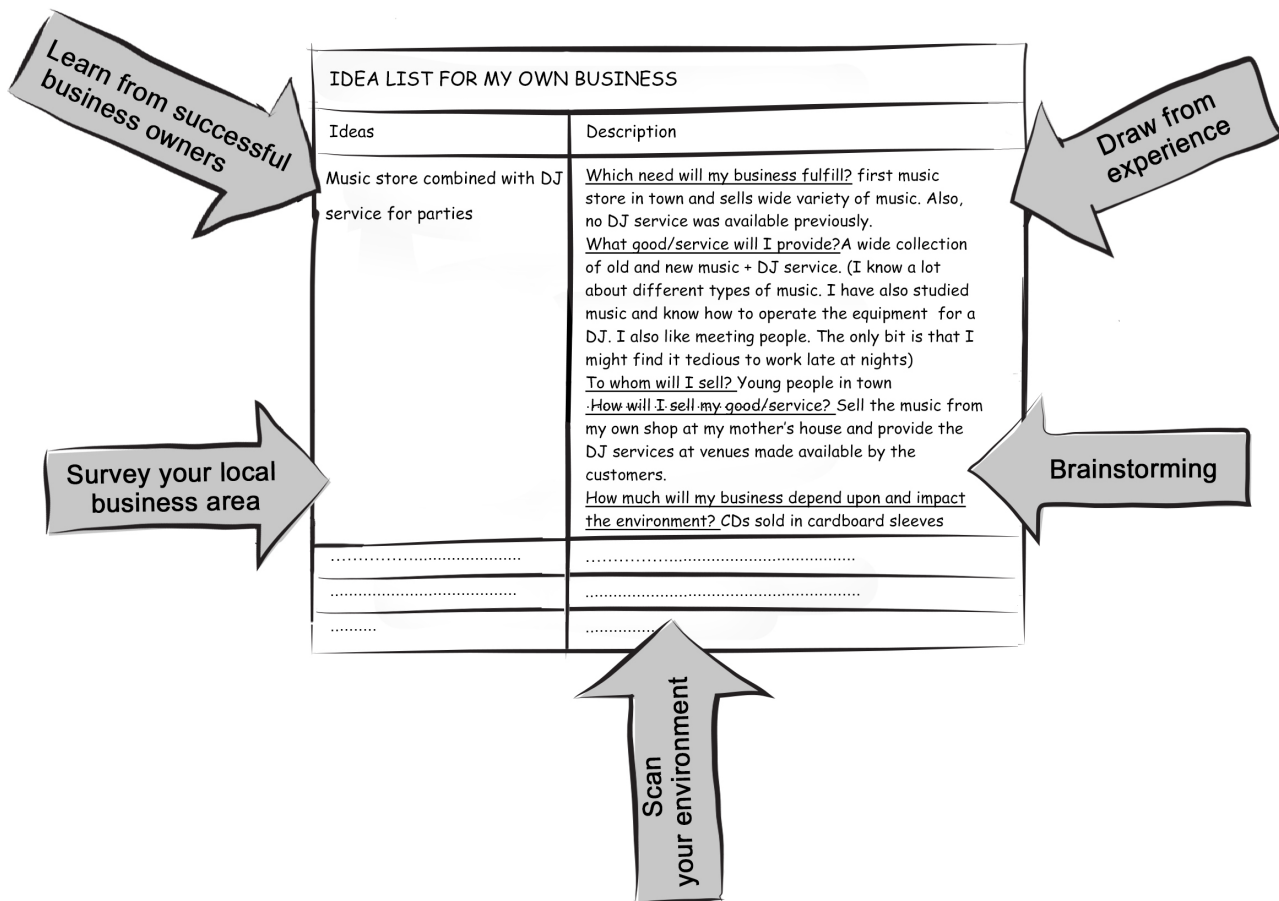 Learn from successful
business owners
Draw from
experience
IDEA LIST FOR MY OWN BUSINESS
Ideas
Description
Music store combined with DJ
service for parties
Which need will my business fulfill? first music
store in town and sells wide variety of music. Also,
no DJ service was available previously.
What good/service will I provide?A wide collection
of old and new music + DJ service. (I know a lot
about different types of music. I have also studied
music and know how to operate the equipment for a
DJ. I also like meeting people. The only bit is that I
might find it tedious to work late at nights)
To whom will I sell? Young people in town
How will I sell my good/service? Sell the music from
my own shop at my mother's house and provide the
DJ services at venues made available by the
customers.
How much will my business depend upon and impact
the environment? CDs sold in cardboard sleeves
Survey your local
business area
Brainstorming
Scan
your environment